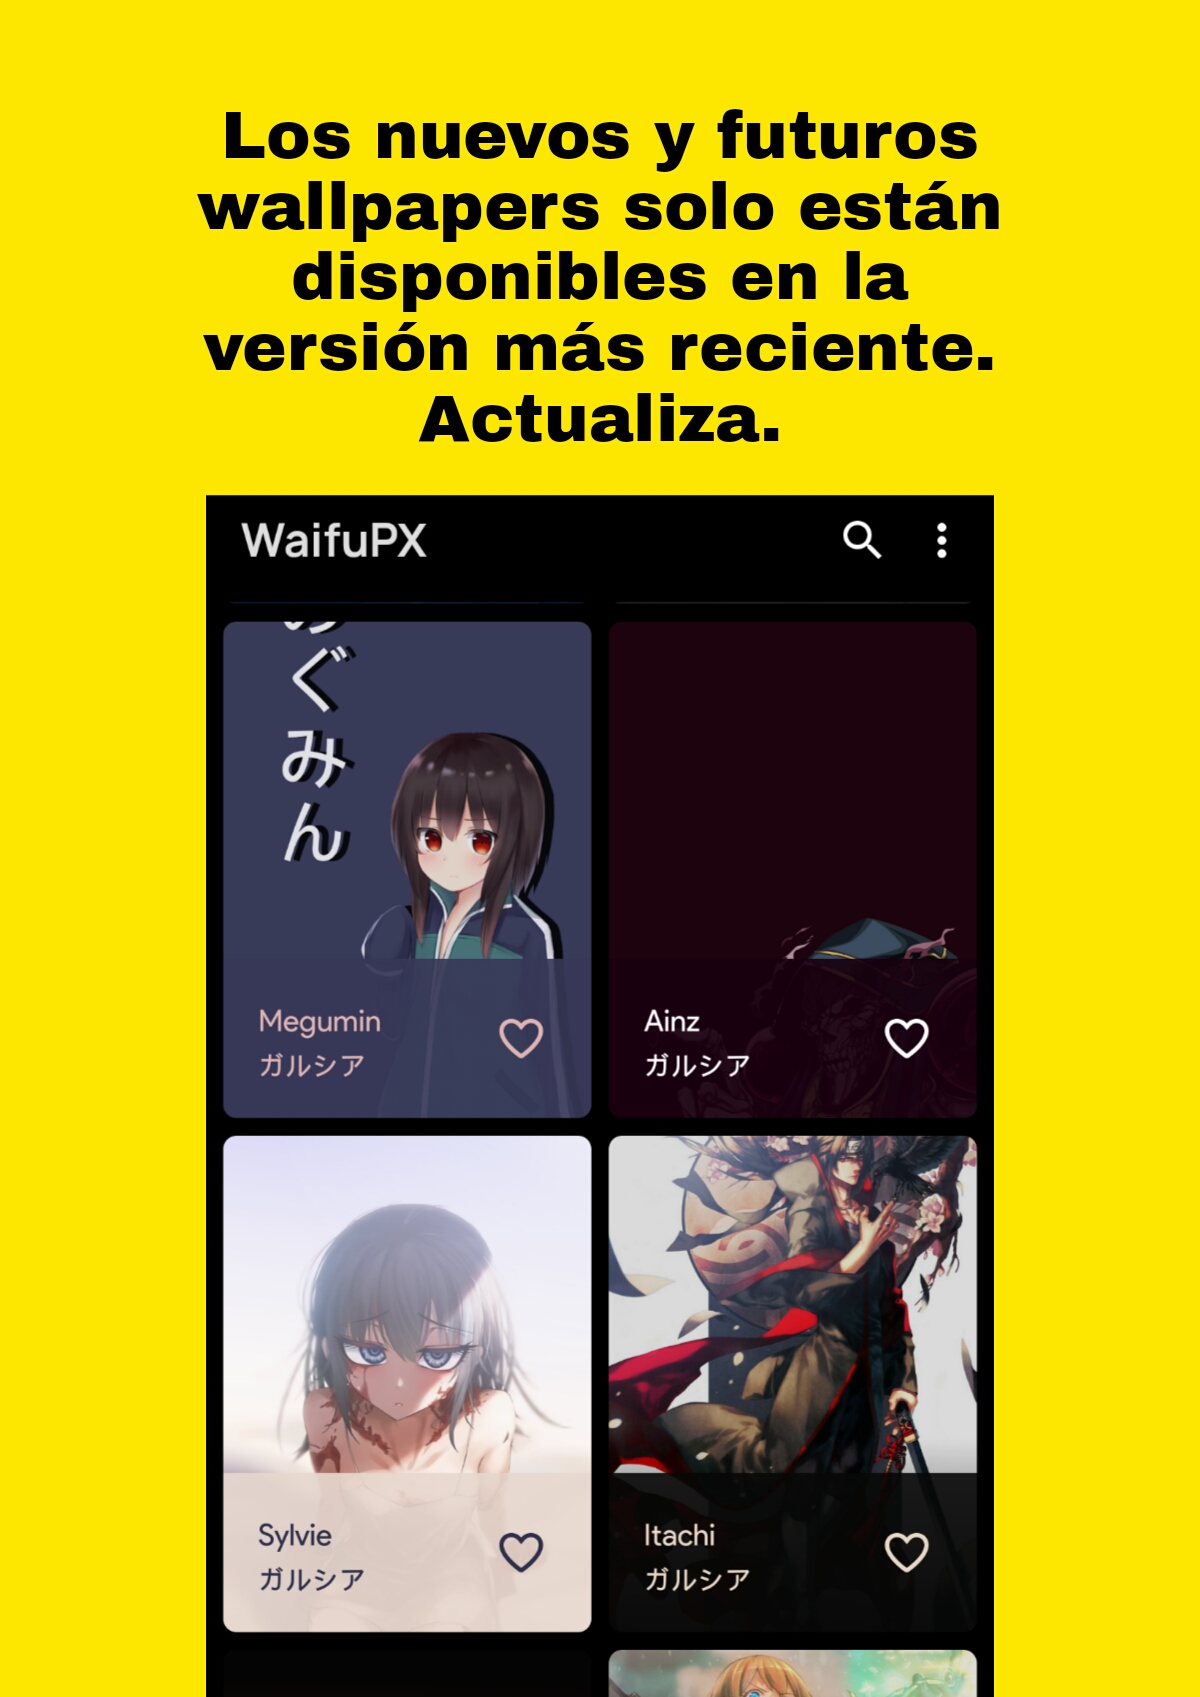 Los nuevos y futuros
wallpapers solo están
disponibles en la
versión más reciente.
Actualiza.
WaifuPX
ぐみん
Megumin
ガルシア
Ainz
ガルシア
Sylvie
ガルシア
Itachi
ガルシア